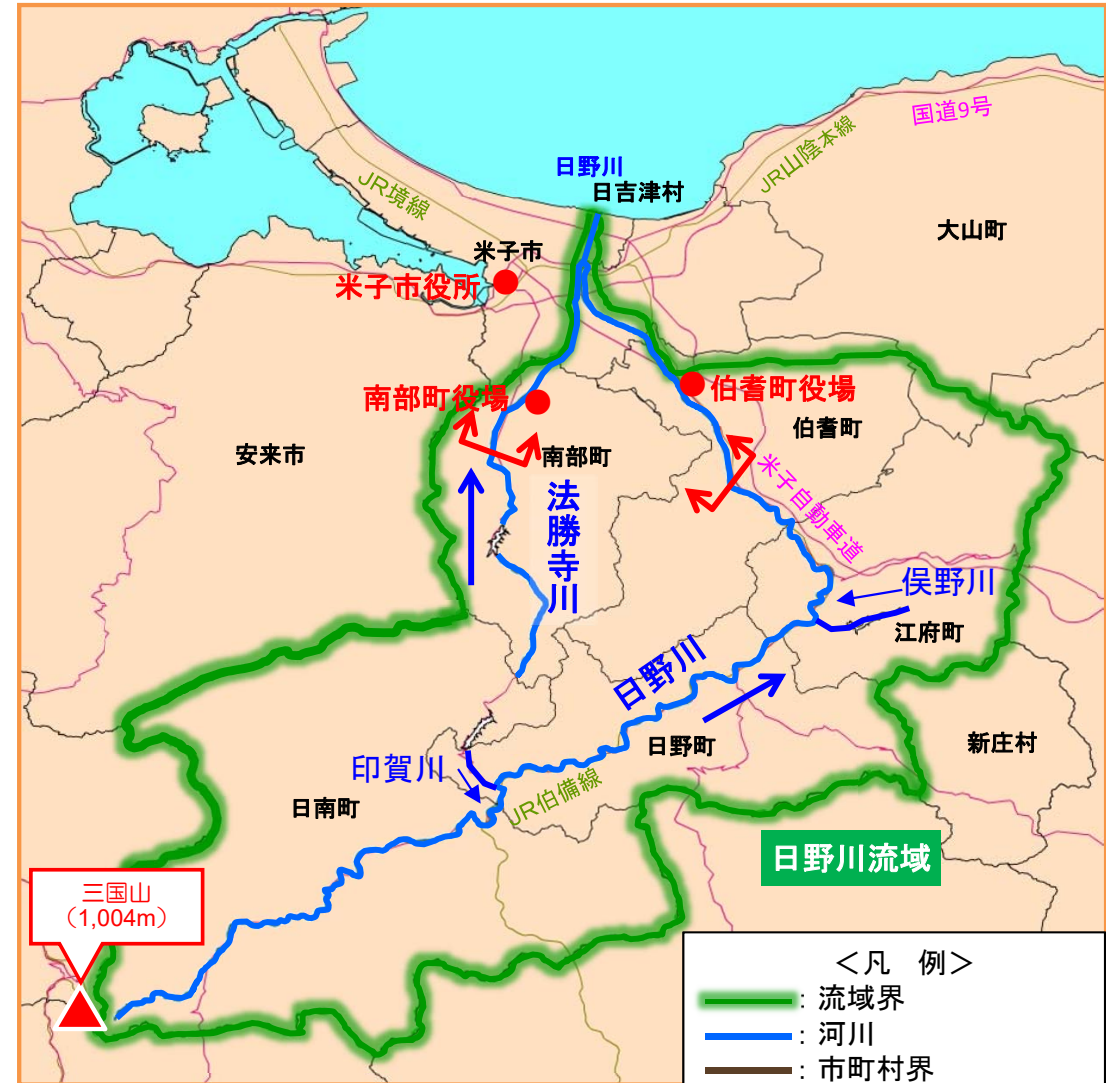 国道9号
JR山陰本線
日野川
日吉津村
JR境線
大山町
米子市
米子市役所
南部町役場
伯耆町役場
伯耆町
安来市
南部町
米子自動車道
法勝寺川
俣野川
江府町
日野川
日野町
新庄村
印賀川
JR伯備線
日南町
日野川流域
三国山
（1,004m）
＜凡 例＞
：流域界
：河川
：市町村界